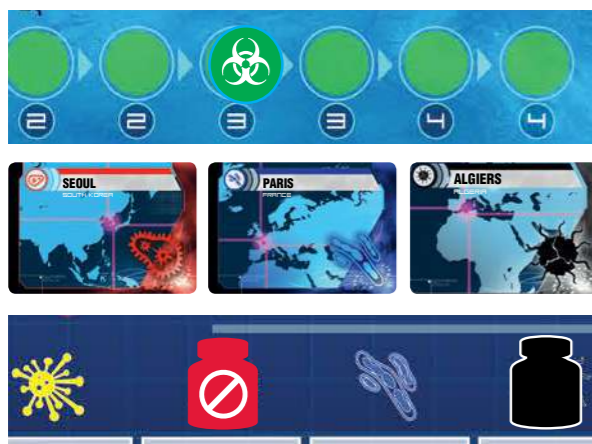 2 2 3 3 4 4
SEOUL PARIS ALGIERS
SOUTH KOREA FRANCE ALGERIA